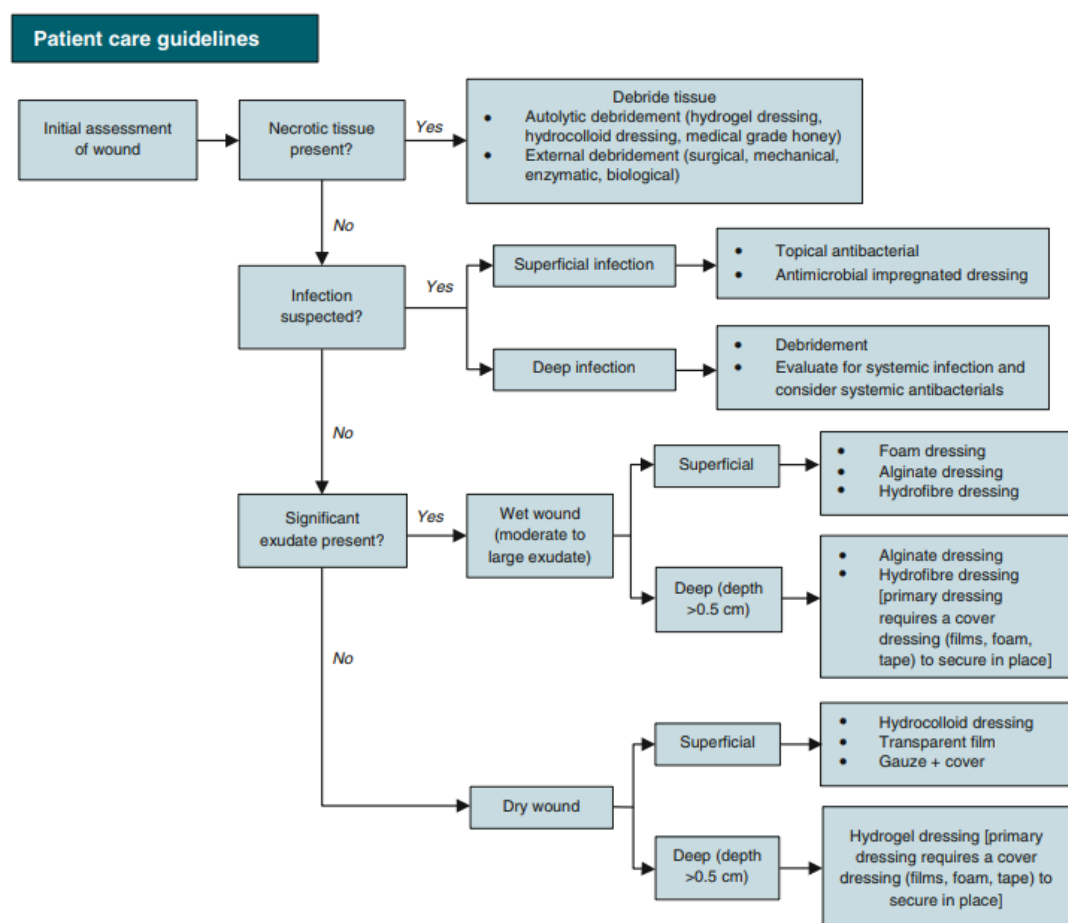 Patient care guidelines
Initial assessment
of wound
Necrotic tissue
present?
Yes
Debride tissue
• Autolytic debridement (hydrogel dressing,
hydrocolloid dressing, medical grade honey)
• External debridement (surgical, mechanical,
enzymatic, biological)
No
Infection
suspected?
Yes
Superficial infection
• Topical antibacterial
• Antimicrobial impregnated dressing
Deep infection
• Debridement
• Evaluate for systemic infection and
consider systemic antibacterials
No
Significant
exudate present?
Yes
Wet wound
(moderate to
large exudate)
Superficial
• Foam dressing
• Alginate dressing
• Hydrofibre dressing
Deep (depth
>0.5 cm)
• Alginate dressing
• Hydrofibre dressing
[primary dressing
requires a cover
dressing (films, foam,
tape) to secure in place]
No
Dry wound
Superficial
• Hydrocolloid dressing
• Transparent film
• Gauze + cover
Deep (depth
>0.5 cm)
Hydrogel dressing [primary
dressing requires a cover
dressing (films, foam, tape) to
secure in place]